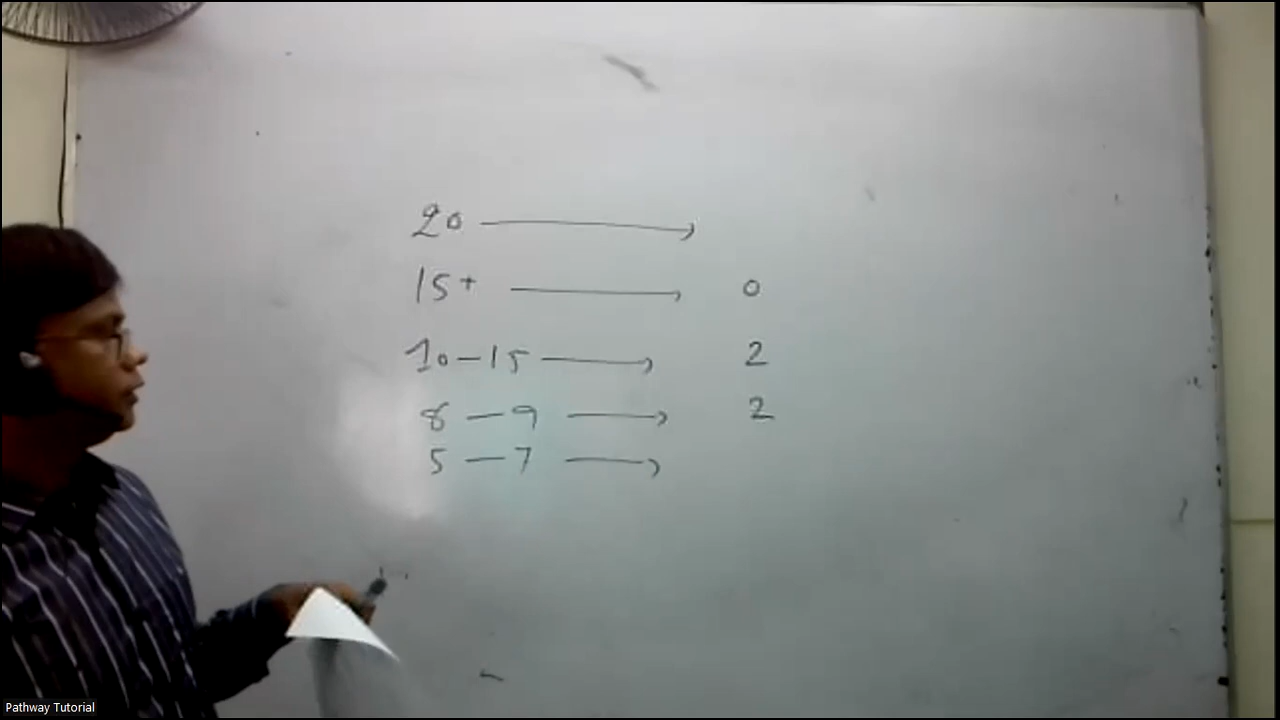 20 →
15+ → 0
10-15 → 2
8-9 → 2
5-7 →
Pathway Tutorial